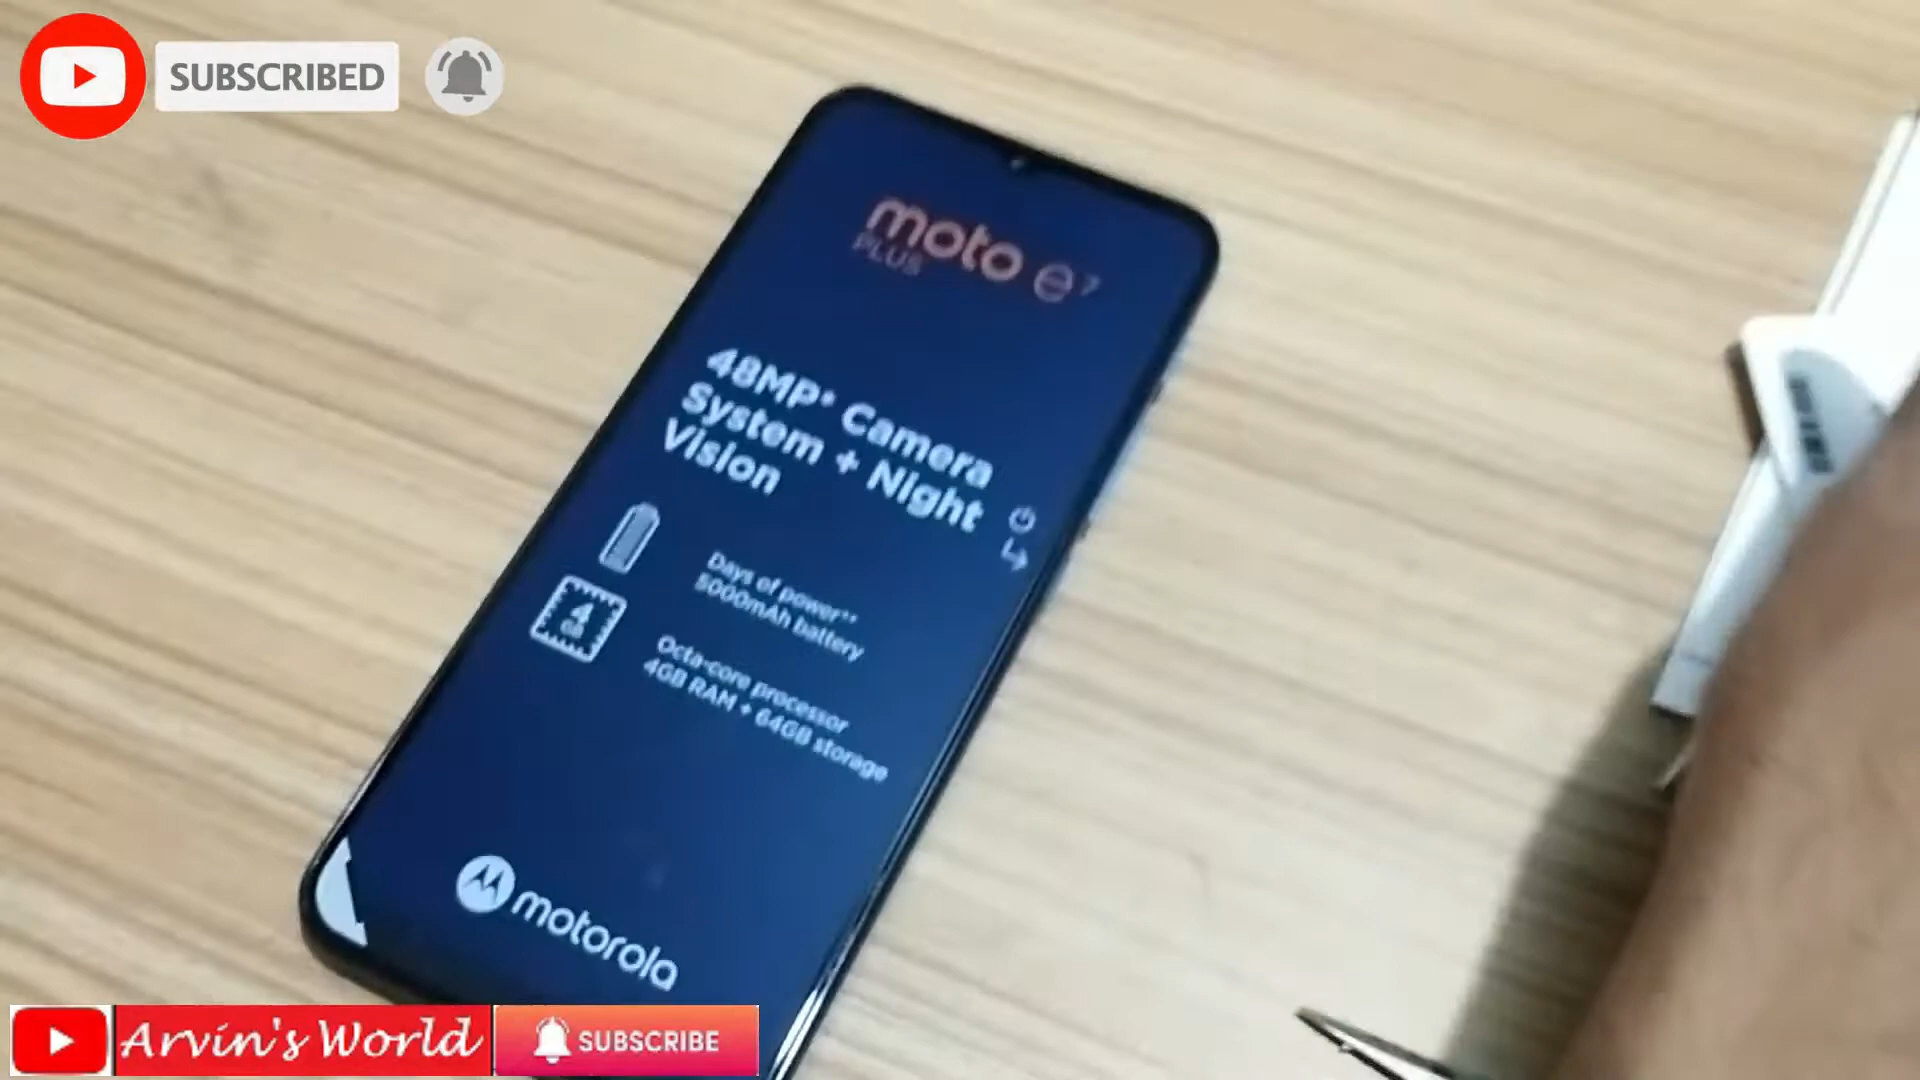 SUBSCRIBED
moto e7
PLUS
48MP* Camera
System + Night
Vision
Days of power**
5000mAh battery
4
GB
Octa-core processor
4GB RAM + 64GB storage
motorola
Arvin's World
SUBSCRIBE